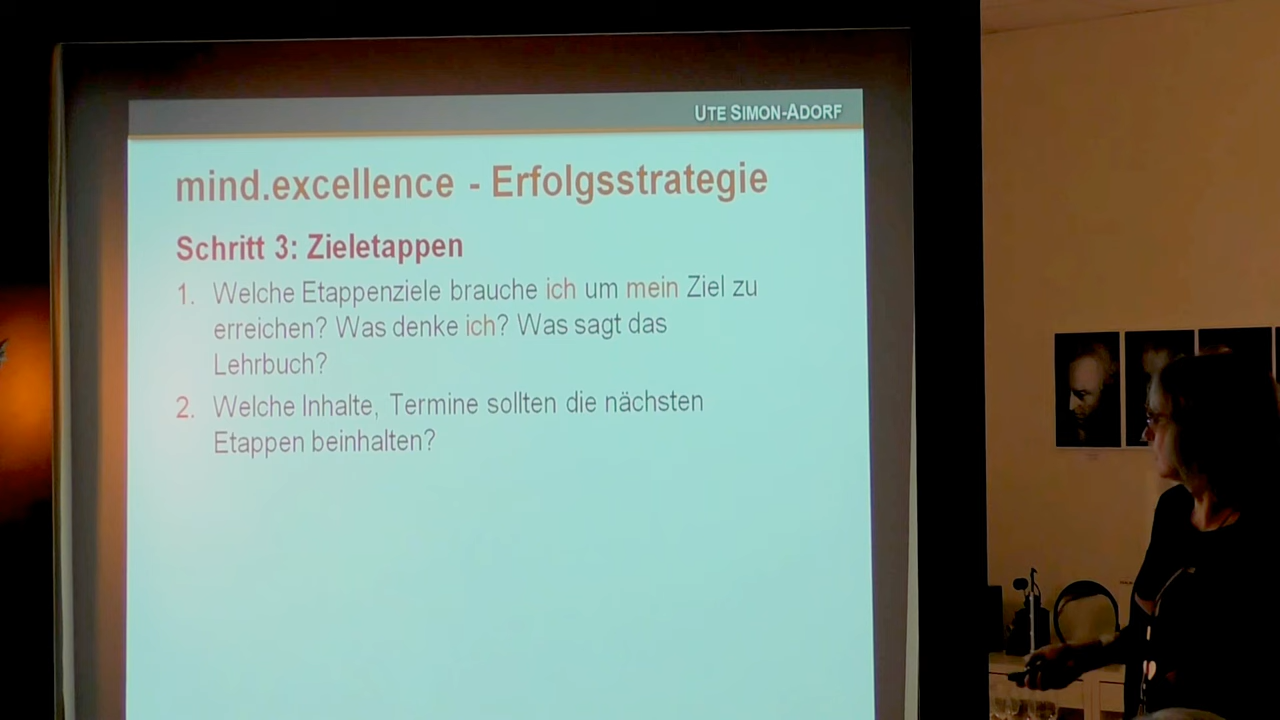 UTE SIMON-ADORF
mind.excellence - Erfolgsstrategie
Schritt 3: Zieletappen
1. Welche Etappenziele brauche ich um mein Ziel zu
erreichen? Was denke ich? Was sagt das
Lehrbuch?
2. Welche Inhalte, Termine sollten die nächsten
Etappen beinhalten?